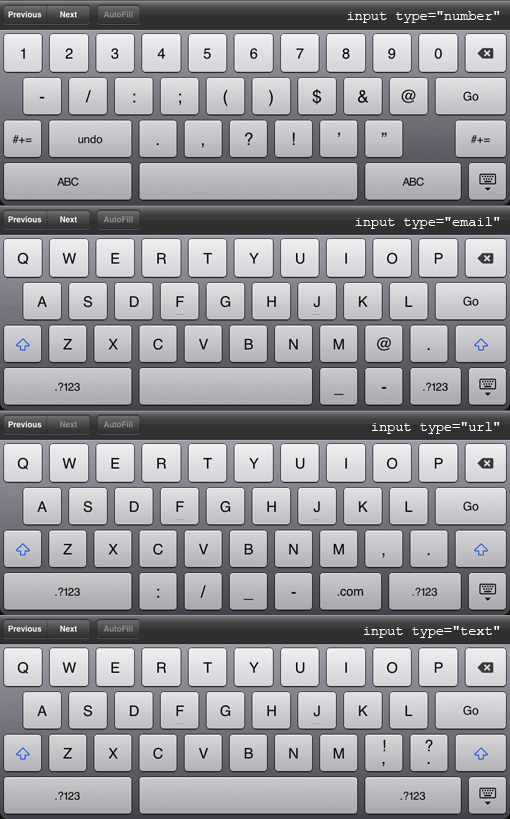 Previous Next AutoFill input type="number"
1 2 3 4 5 6 7 8 9 0
- / : ; ( ) $ & @ Go
#+= undo . , ? ! ’ ” #+=
ABC ABC
Previous Next AutoFill input type="email"
Q W E R T Y U I O P
A S D F G H J K L Go
Z X C V B N M @ .
.?123 _ - .?123
Previous Next AutoFill input type="url"
Q W E R T Y U I O P
A S D F G H J K L Go
Z X C V B N M , .
.?123 : / _ - .com .?123
Previous Next AutoFill input type="text"
Q W E R T Y U I O P
A S D F G H J K L Go
Z X C V B N M ! , ? .
.?123 .?123